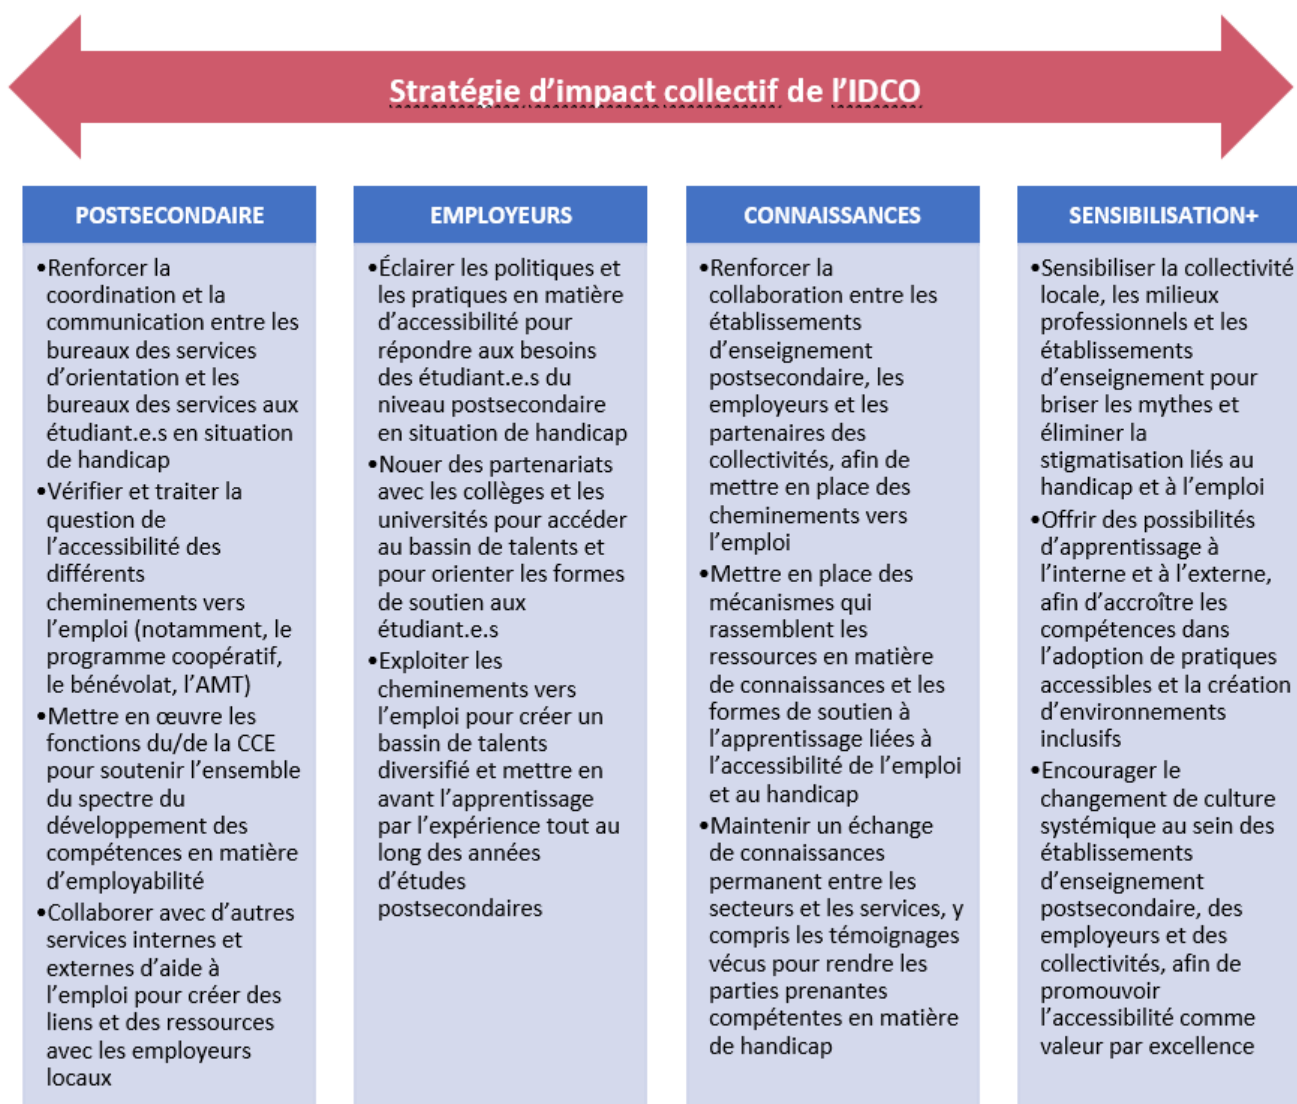 Stratégie d’impact collectif de l’IDCO
POSTSECONDAIRE
•Renforcer la
coordination et la
communication entre les
bureaux des services
d’orientation et les
bureaux des services aux
étudiant.e.s en situation
de handicap
•Vérifier et traiter la
question de
l’accessibilité des
différents
cheminements vers
l’emploi (notamment, le
programme coopératif,
le bénévolat, l’AMT)
•Mettre en œuvre les
fonctions du/de la CCE
pour soutenir l’ensemble
du spectre du
développement des
compétences en matière
d’employabilité
•Collaborer avec d’autres
services internes et
externes d’aide à
l’emploi pour créer des
liens et des ressources
avec les employeurs
locaux
EMPLOYEURS
•Éclairer les politiques et
les pratiques en matière
d’accessibilité pour
répondre aux besoins
des étudiant.e.s du
niveau postsecondaire
en situation de handicap
•Nouer des partenariats
avec les collèges et les
universités pour accéder
au bassin de talents et
pour orienter les formes
de soutien aux
étudiant.e.s
•Exploiter les
cheminements vers
l’emploi pour créer un
bassin de talents
diversifié et mettre en
avant l’apprentissage
par l’expérience tout au
long des années
d’études
postsecondaires
CONNAISSANCES
•Renforcer la
collaboration entre les
établissements
d’enseignement
postsecondaire, les
employeurs et les
partenaires des
collectivités, afin de
mettre en place des
cheminements vers
l’emploi
•Mettre en place des
mécanismes qui
rassemblent les
ressources en matière
de connaissances et les
formes de soutien à
l’apprentissage liées à
l’accessibilité de l’emploi
et au handicap
•Maintenir un échange
de connaissances
permanent entre les
secteurs et les services, y
compris les témoignages
vécus pour rendre les
parties prenantes
compétentes en matière
de handicap
SENSIBILISATION+
•Sensibiliser la collectivité
locale, les milieux
professionnels et les
établissements
d’enseignement pour
briser les mythes et
éliminer la
stigmatisation liés au
handicap et à l’emploi
•Offrir des possibilités
d’apprentissage à
l’interne et à l’externe,
afin d’accroître les
compétences dans
l’adoption de pratiques
accessibles et la création
d’environnements
inclusifs
•Encourager le
changement de culture
systémique au sein des
établissements
d’enseignement
postsecondaire, des
employeurs et des
collectivités, afin de
promouvoir
l’accessibilité comme
valeur par excellence